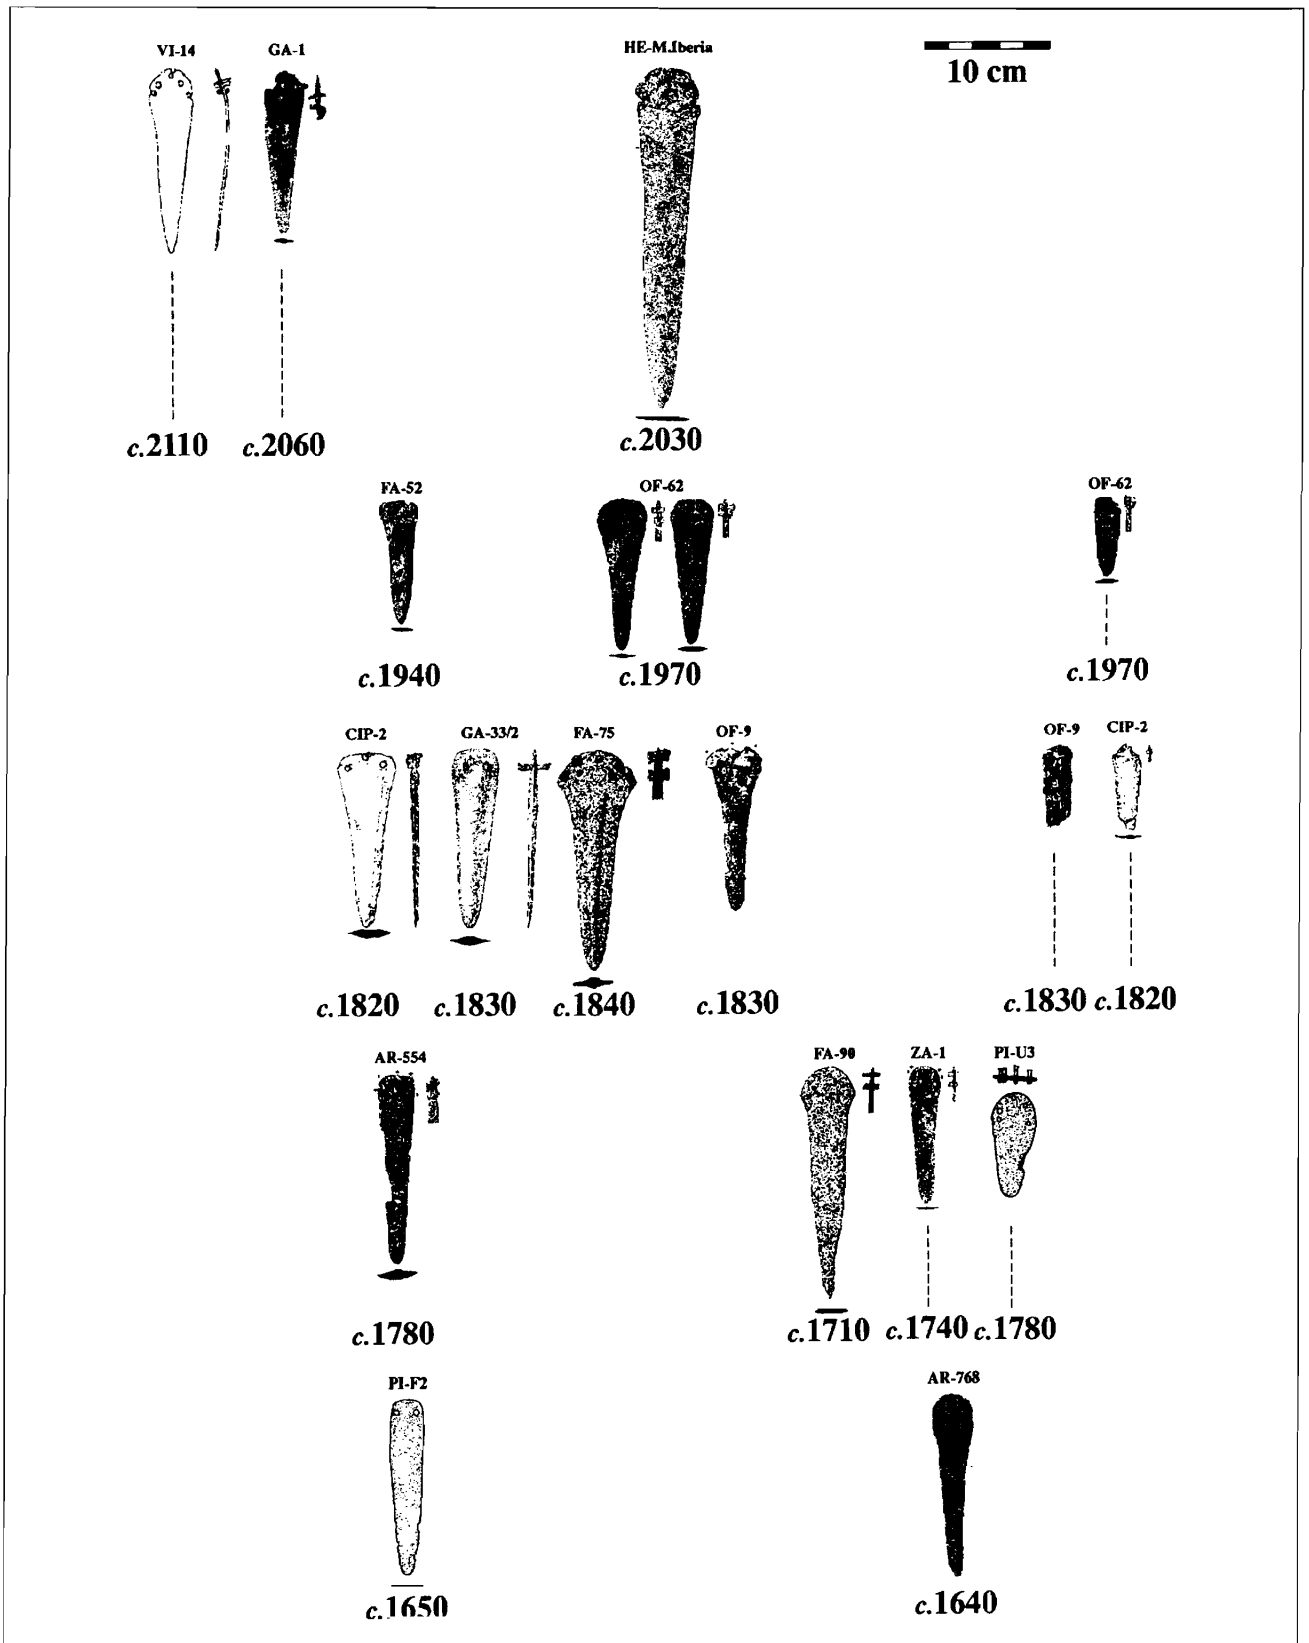 VI-14 GA-1 HE-M.Iberia
10 cm
c.2110 c.2060 c.2030
FA-52 OF-62 OF-62
c.1940 c.1970 c.1970
CIP-2 GA-33/2 FA-75 OF-9 OF-9 CIP-2
c.1820 c.1830 c.1840 c.1830 c.1830 c.1820
AR-554 FA-90 ZA-1 PI-U3
c.1780 c.1710 c.1740 c.1780
PI-F2 AR-768
c.1650 c.1640